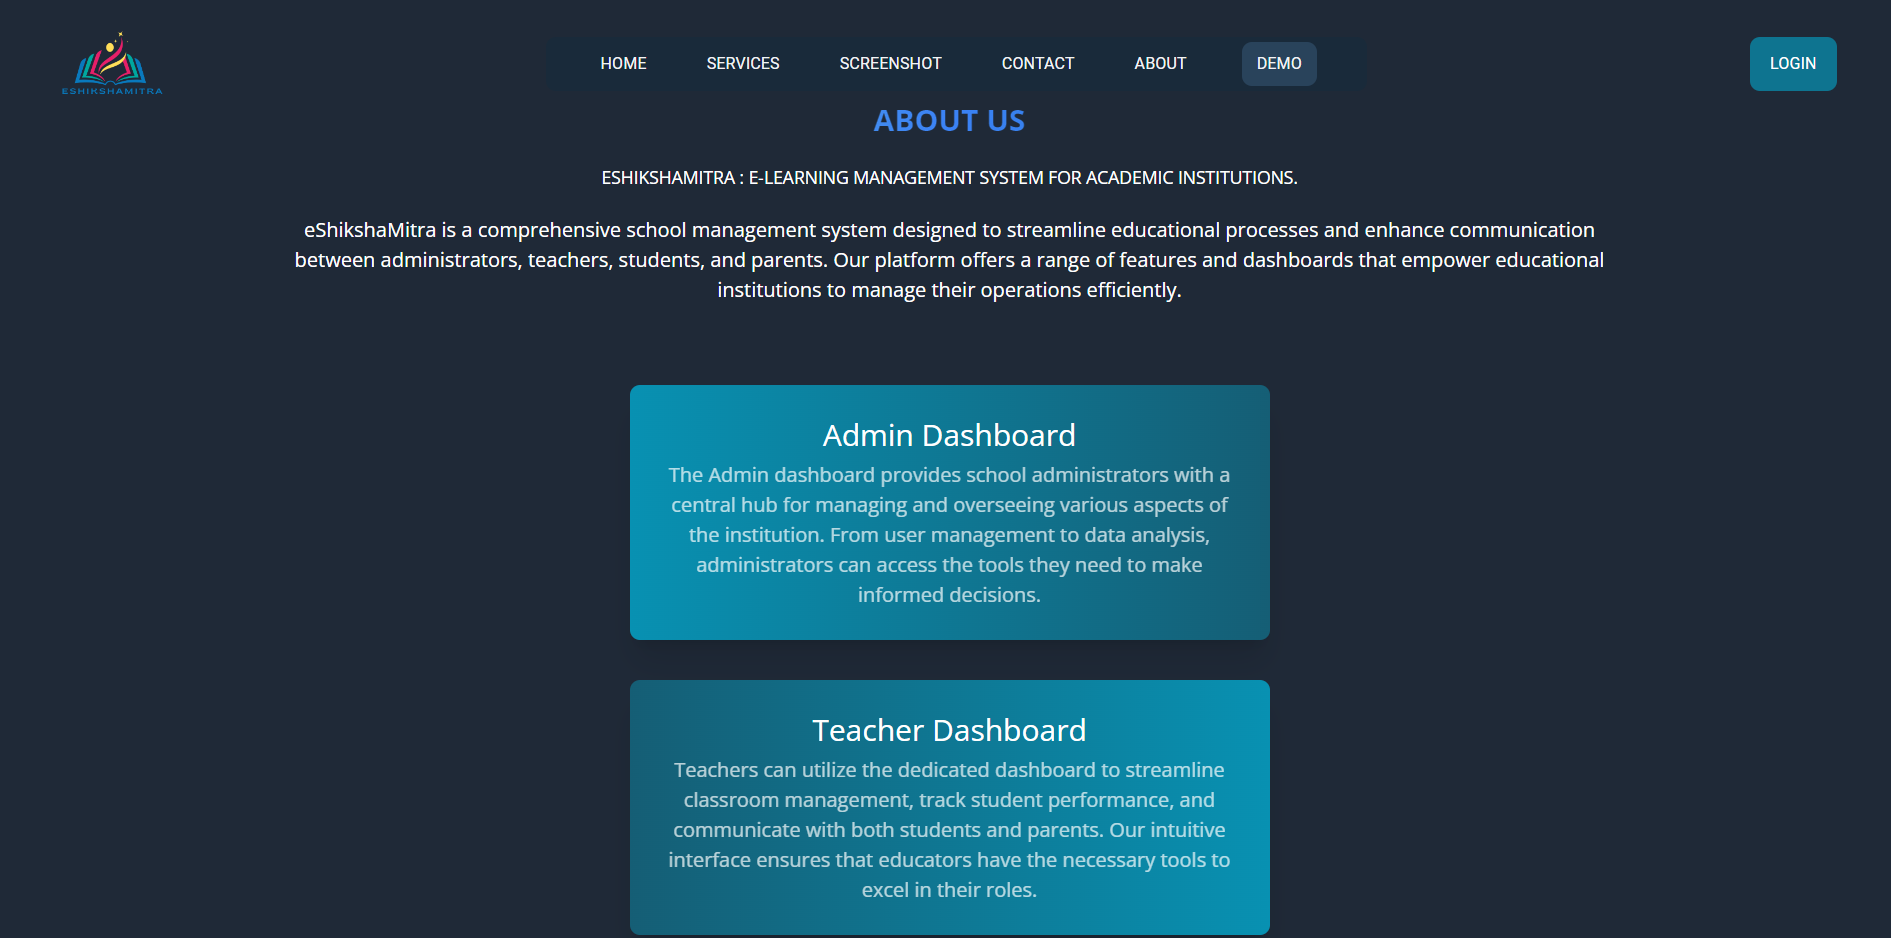 ESHIKSHAMITRA
HOME SERVICES SCREENSHOT CONTACT ABOUT DEMO LOGIN
ABOUT US
ESHIKSHAMITRA : E-LEARNING MANAGEMENT SYSTEM FOR ACADEMIC INSTITUTIONS.
eShikshaMitra is a comprehensive school management system designed to streamline educational processes and enhance communication
between administrators, teachers, students, and parents. Our platform offers a range of features and dashboards that empower educational
institutions to manage their operations efficiently.
Admin Dashboard
The Admin dashboard provides school administrators with a
central hub for managing and overseeing various aspects of
the institution. From user management to data analysis,
administrators can access the tools they need to make
informed decisions.
Teacher Dashboard
Teachers can utilize the dedicated dashboard to streamline
classroom management, track student performance, and
communicate with both students and parents. Our intuitive
interface ensures that educators have the necessary tools to
excel in their roles.